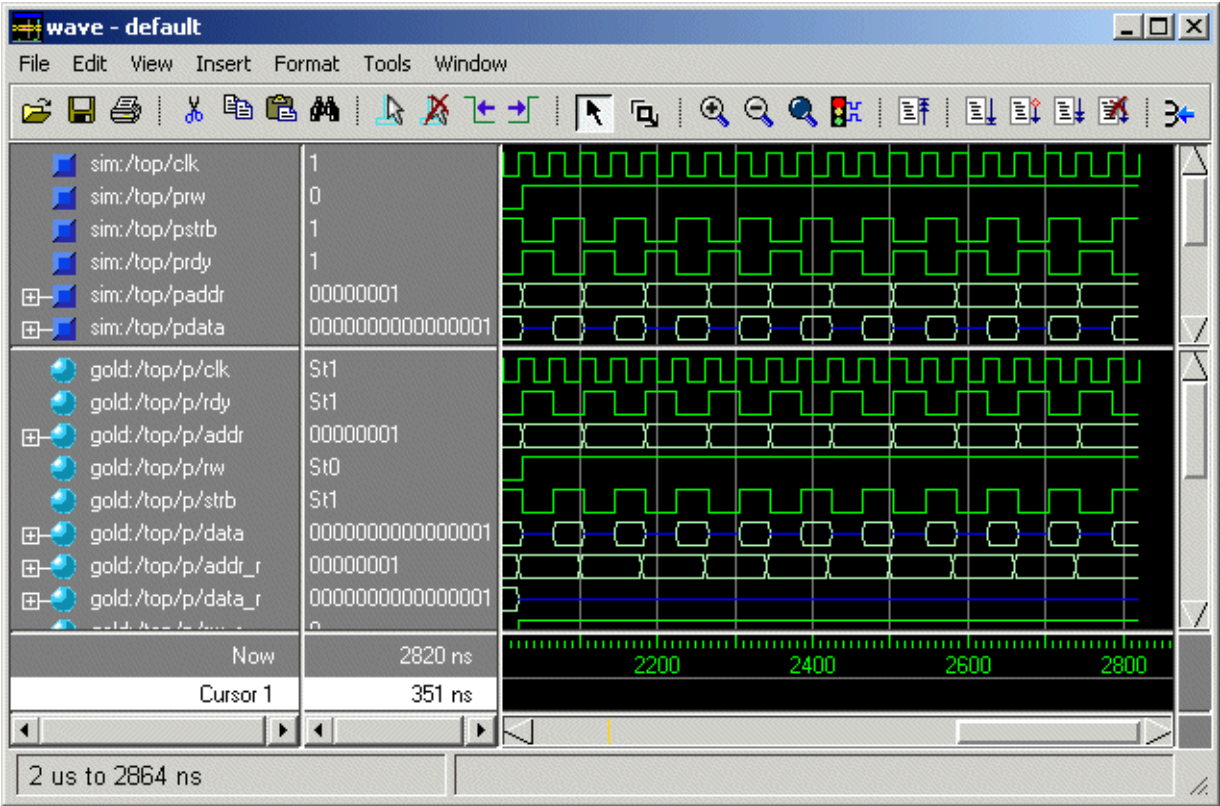 wave - default
File Edit View Insert Format Tools Window
sim:/top/clk 1
sim:/top/prw 0
sim:/top/pstrb 1
sim:/top/prdy 1
sim:/top/paddr 00000001
sim:/top/pdata 0000000000000001
gold:/top/p/clk St1
gold:/top/p/rdy St1
gold:/top/p/addr 00000001
gold:/top/p/rw St0
gold:/top/p/strb St1
gold:/top/p/data 0000000000000001
gold:/top/p/addr_r 00000001
gold:/top/p/data_r 0000000000000001
Now 2820 ns 2200 2400 2600 2800
Cursor 1 351 ns
2 us to 2864 ns